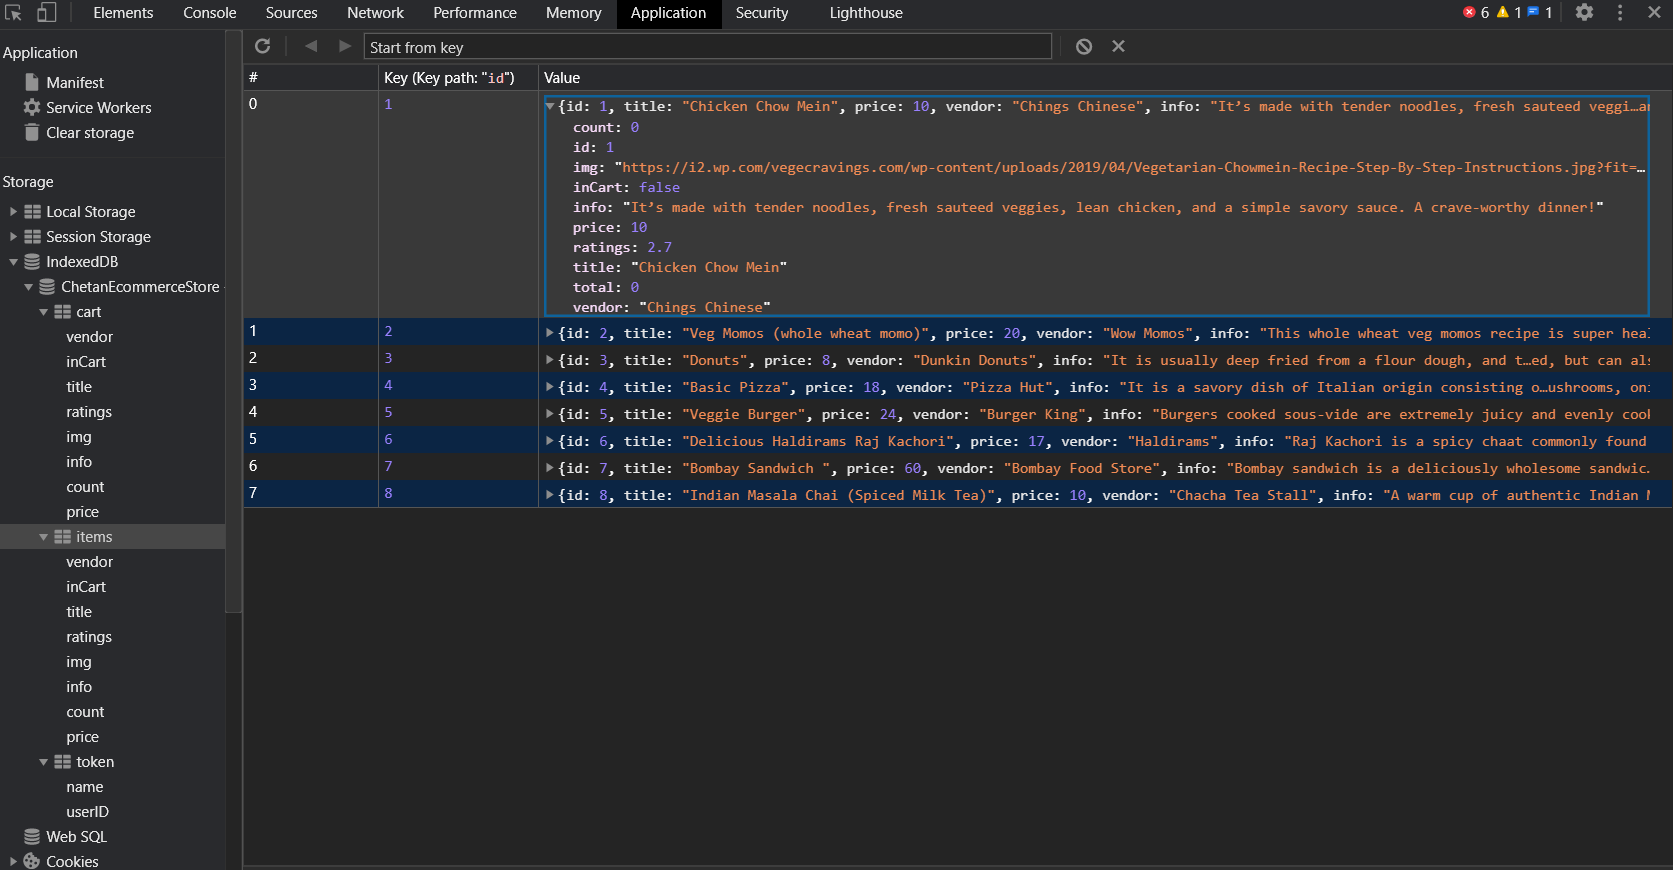 Elements Console Sources Network Performance Memory Application Security Lighthouse 6 1 1
Application
Manifest
Service Workers
Clear storage
Storage
Local Storage
Session Storage
IndexedDB
ChetanEcommerceStore
cart
vendor
inCart
title
ratings
img
info
count
price
items
vendor
inCart
title
ratings
img
info
count
price
token
name
userID
Web SQL
Cookies
Start from key
# Key (Key path: "id") Value
0 1 {id: 1, title: "Chicken Chow Mein", price: 10, vendor: "Chings Chinese", info: "It’s made with tender noodles, fresh sauteed veggi…
count: 0
id: 1
img: "https://i2.wp.com/vegecravings.com/wp-content/uploads/2019/04/Vegetarian-Chowmein-Recipe-Step-By-Step-Instructions.jpg?fit=…
inCart: false
info: "It’s made with tender noodles, fresh sauteed veggies, lean chicken, and a simple savory sauce. A crave-worthy dinner!"
price: 10
ratings: 2.7
title: "Chicken Chow Mein"
total: 0
vendor: "Chings Chinese"
1 2 {id: 2, title: "Veg Momos (whole wheat momo)", price: 20, vendor: "Wow Momos", info: "This whole wheat veg momos recipe is super
2 3 {id: 3, title: "Donuts", price: 8, vendor: "Dunkin Donuts", info: "It is usually deep fried from a flour dough, and t…ed, but can
3 4 {id: 4, title: "Basic Pizza", price: 18, vendor: "Pizza Hut", info: "It is a savory dish of Italian origin consisting o…ushrooms,
4 5 {id: 5, title: "Veggie Burger", price: 24, vendor: "Burger King", info: "Burgers cooked sous-vide are extremely juicy and evenly
5 6 {id: 6, title: "Delicious Haldirams Raj Kachori", price: 17, vendor: "Haldirams", info: "Raj Kachori is a spicy chaat commonly found
6 7 {id: 7, title: "Bombay Sandwich ", price: 60, vendor: "Bombay Food Store", info: "Bombay sandwich is a deliciously wholesome
7 8 {id: 8, title: "Indian Masala Chai (Spiced Milk Tea)", price: 10, vendor: "Chacha Tea Stall", info: "A warm cup of authentic Indian